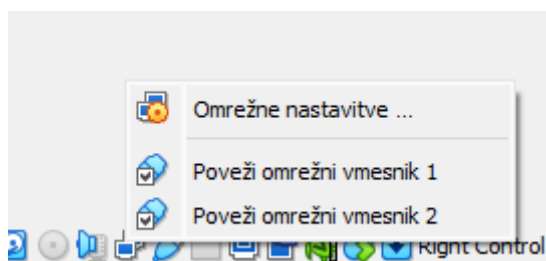 Omrežne nastavitve ...
Poveži omrežni vmesnik 1
Poveži omrežni vmesnik 2
Right Control